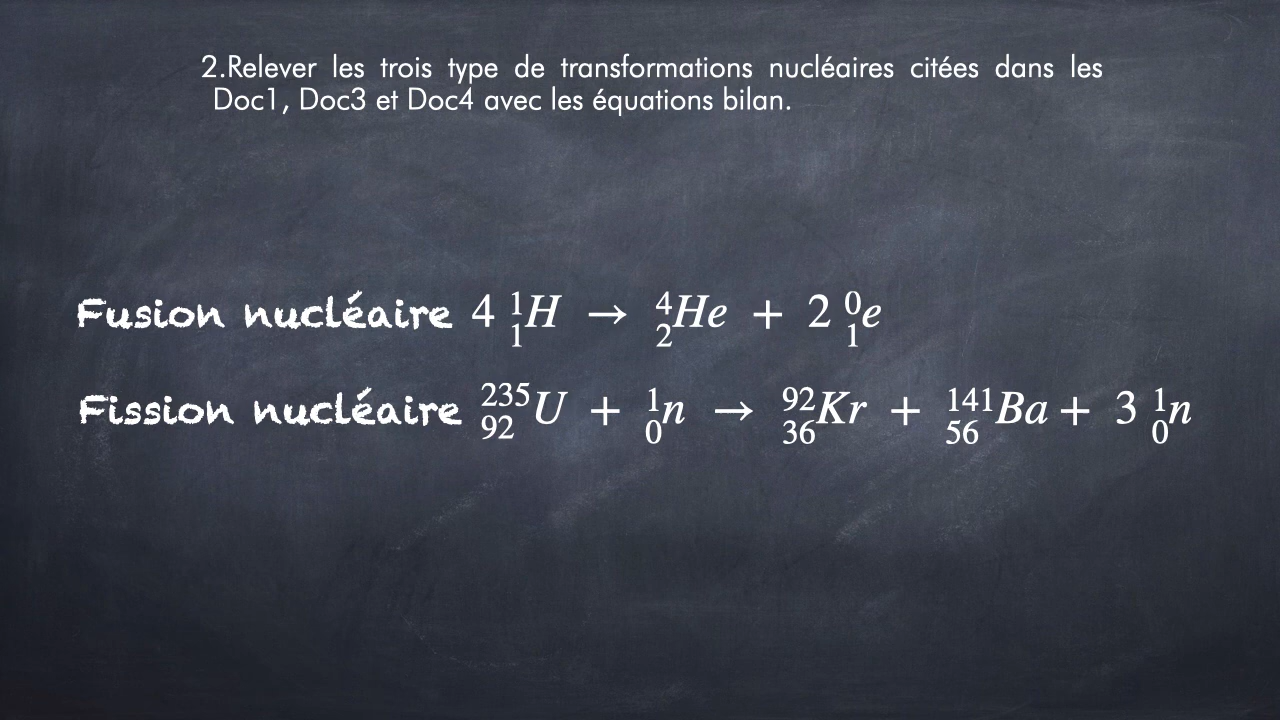 2.Relever les trois type de transformations nucléaires citées dans les
Doc1, Doc3 et Doc4 avec les équations bilan.
Fusion nucléaire 4 ¹₁H → ⁴₂He + 2 ⁰₁e
Fission nucléaire ²³⁵₉₂U + ¹₀n → ⁹²₃₆Kr + ¹⁴¹₅₆Ba + 3 ¹₀n